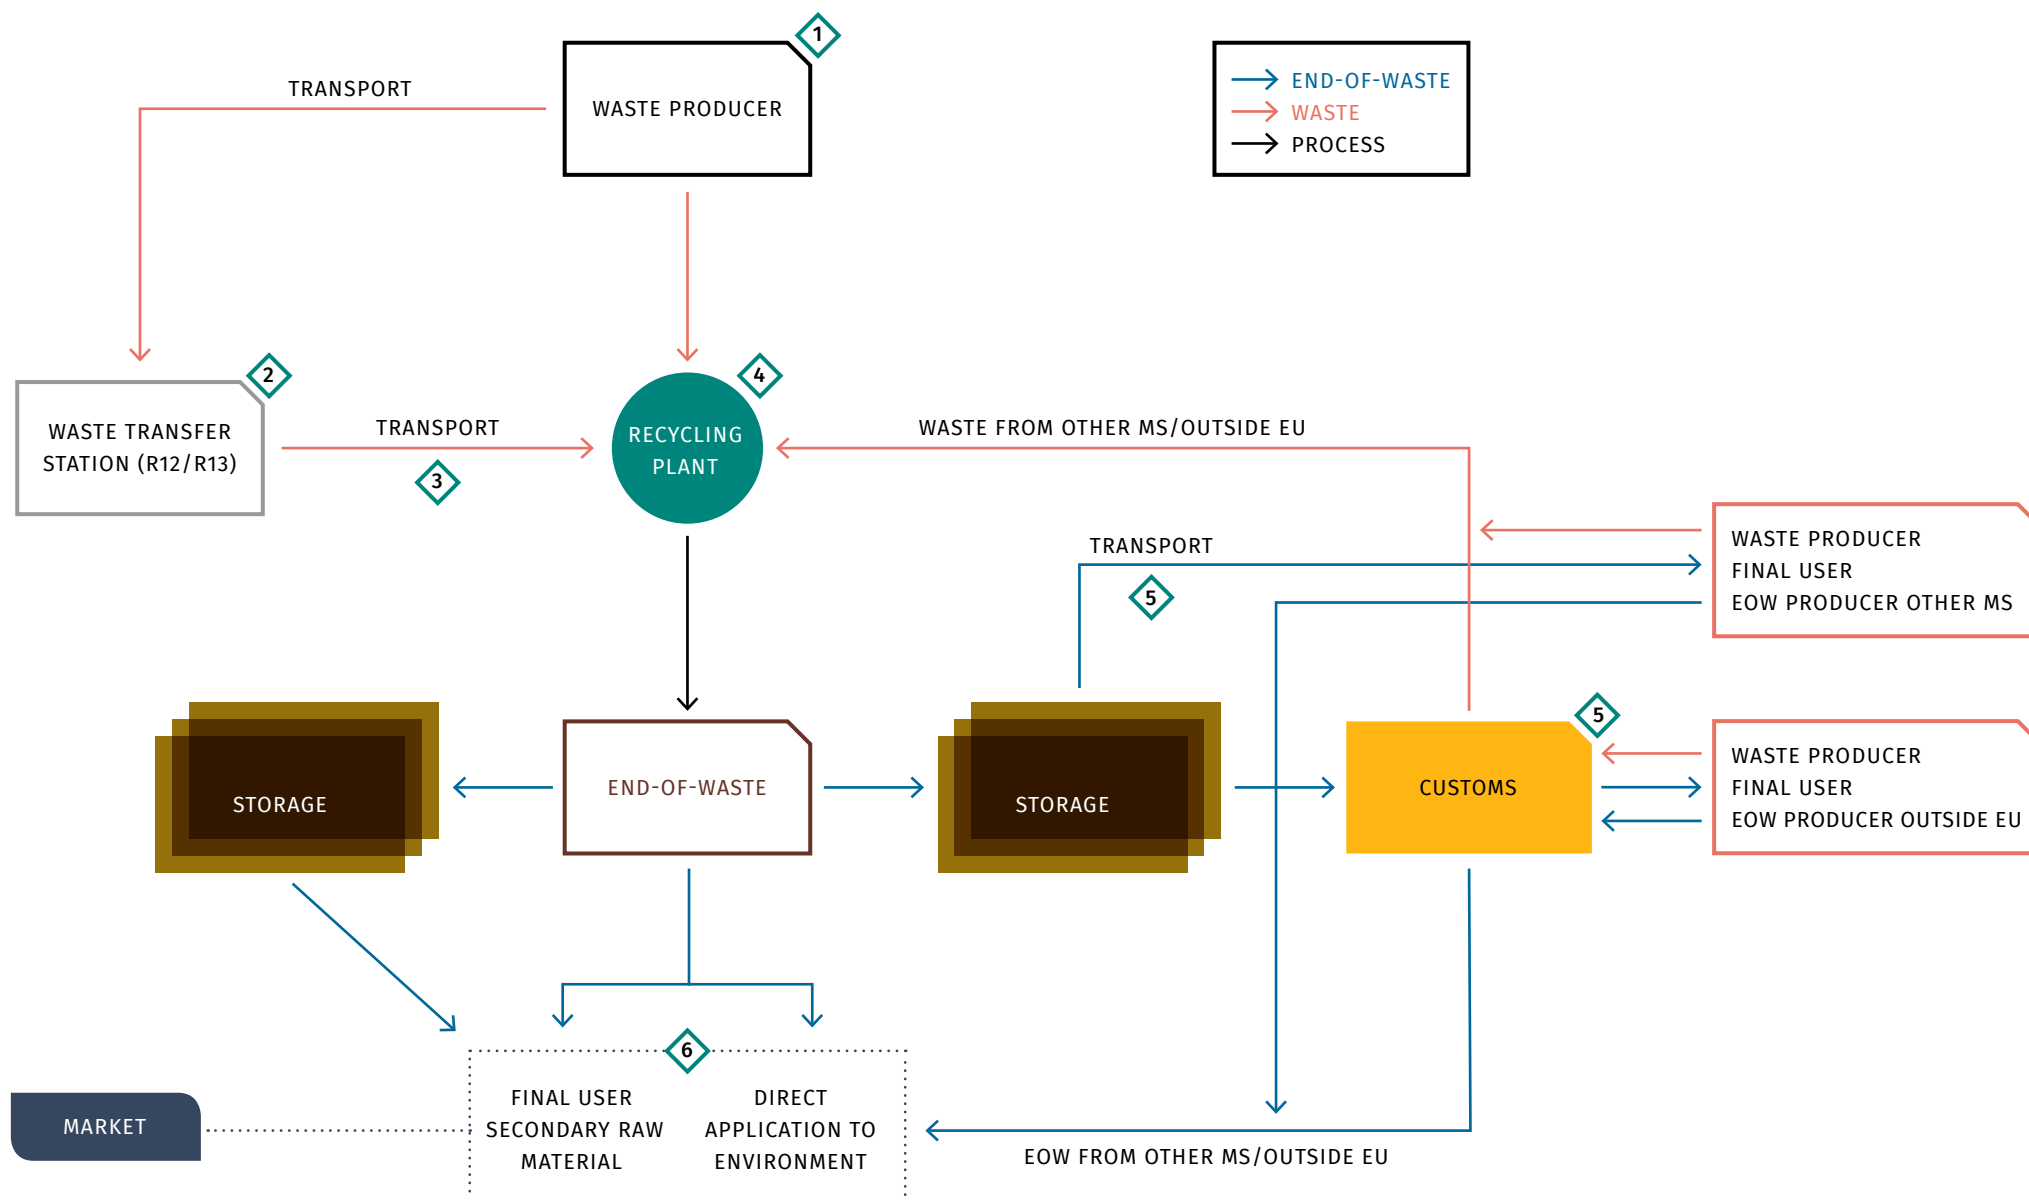 1
TRANSPORT
WASTE PRODUCER
END-OF-WASTE
WASTE
PROCESS
2
4
WASTE TRANSFER
STATION (R12/R13)
TRANSPORT
3
RECYCLING
PLANT
WASTE FROM OTHER MS/OUTSIDE EU
TRANSPORT
5
WASTE PRODUCER
FINAL USER
EOW PRODUCER OTHER MS
STORAGE
END-OF-WASTE
STORAGE
CUSTOMS
5
WASTE PRODUCER
FINAL USER
EOW PRODUCER OUTSIDE EU
6
MARKET
FINAL USER
SECONDARY RAW
MATERIAL
DIRECT
APPLICATION TO
ENVIRONMENT
EOW FROM OTHER MS/OUTSIDE EU